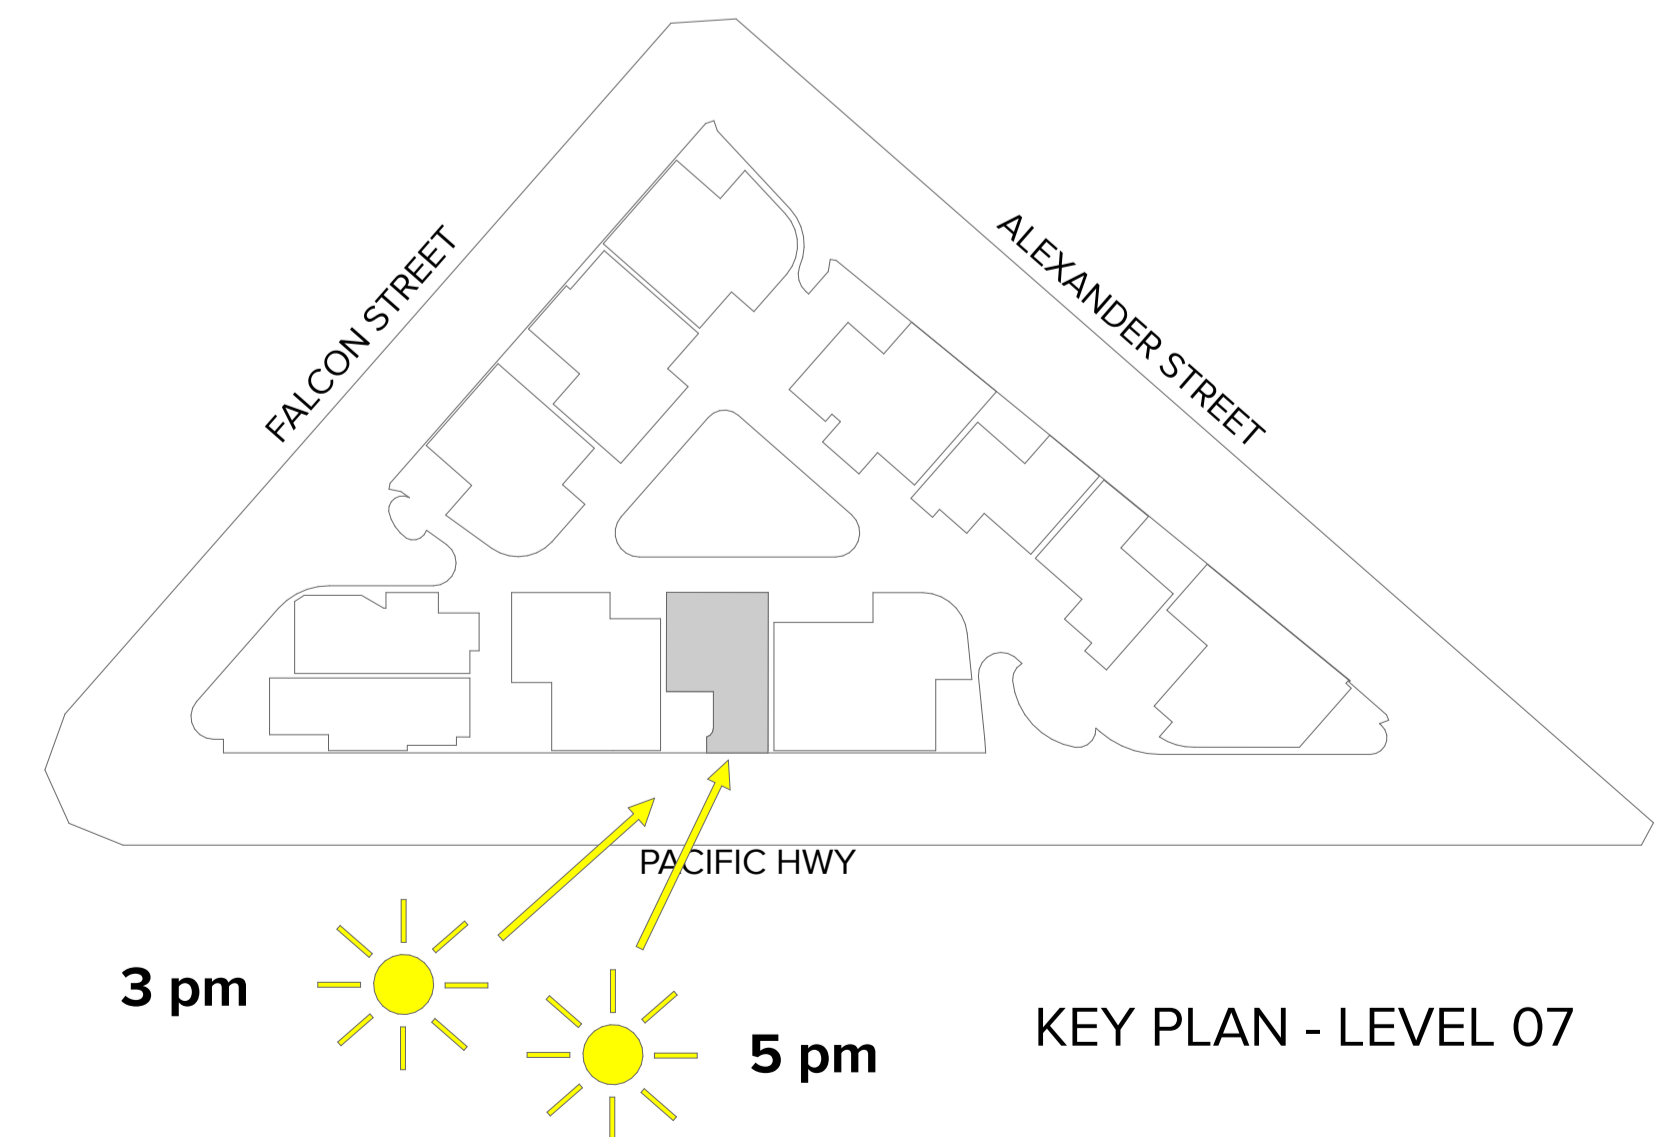 FALCON STREET
ALEXANDER STREET
PACIFIC HWY
3 pm
5 pm
KEY PLAN - LEVEL 07